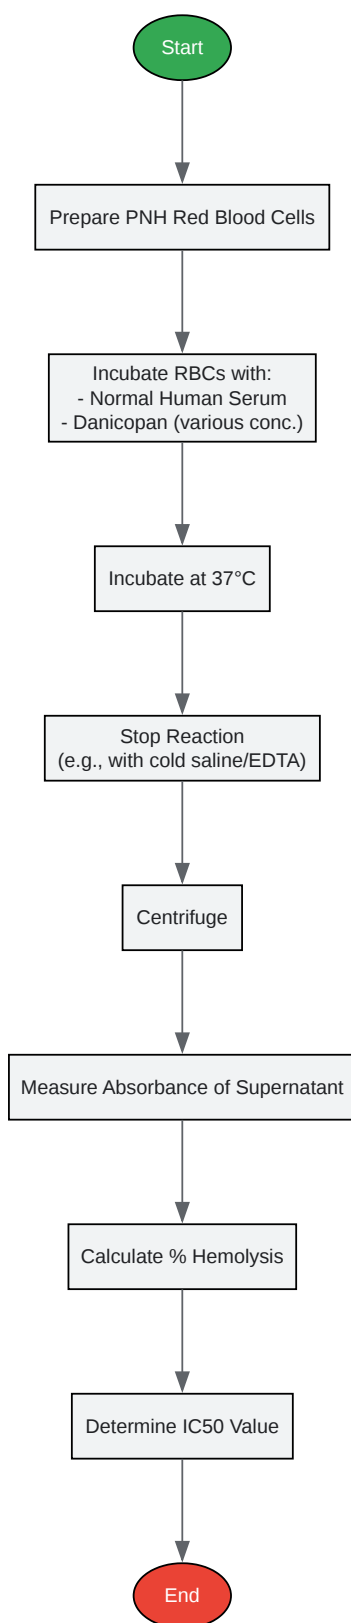 Start
Prepare PNH Red Blood Cells
Incubate RBCs with:
- Normal Human Serum
- Danicopan (various conc.)
Incubate at 37°C
Stop Reaction
(e.g., with cold saline/EDTA)
Centrifuge
Measure Absorbance of Supernatant
Calculate % Hemolysis
Determine IC50 Value
End